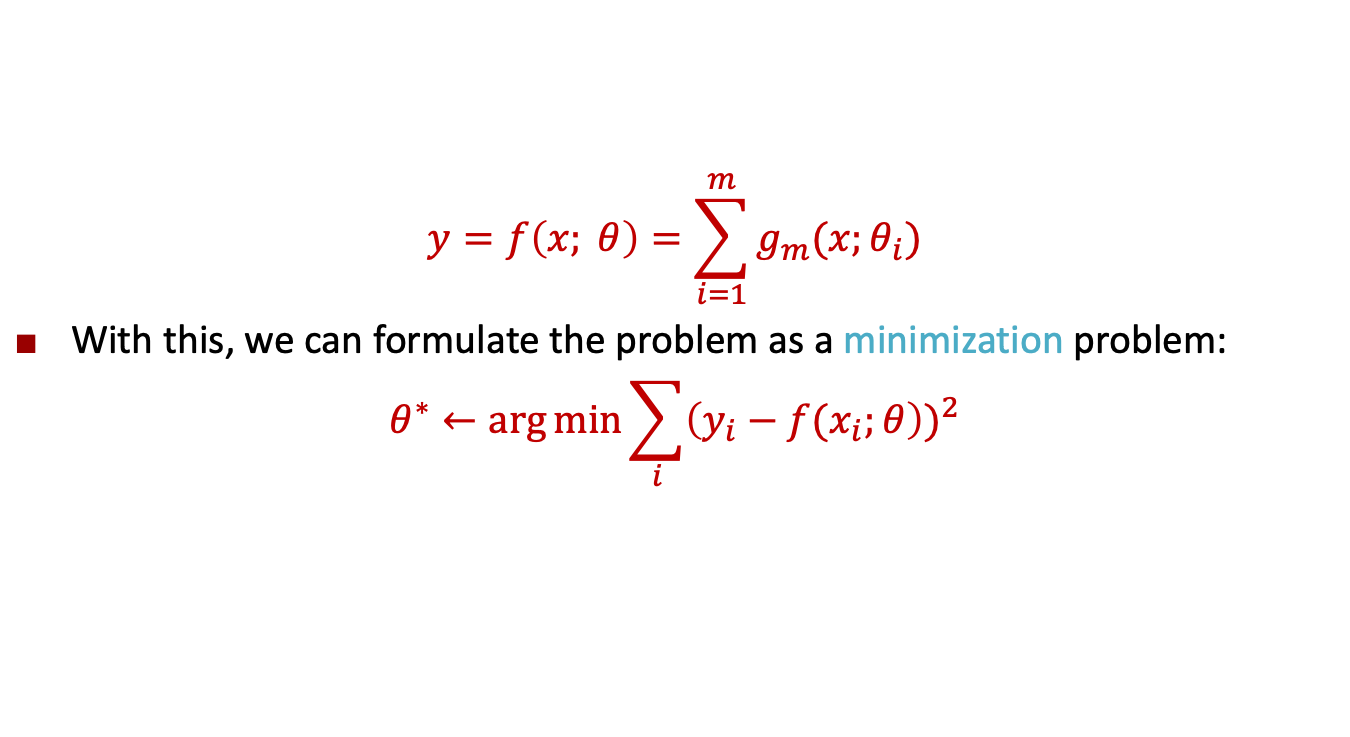 y = f(x; θ) = ∑_{i=1}^{m} g_m(x; θ_i)
▪ With this, we can formulate the problem as a minimization problem:
θ* ← arg min ∑_i (y_i − f(x_i; θ))²